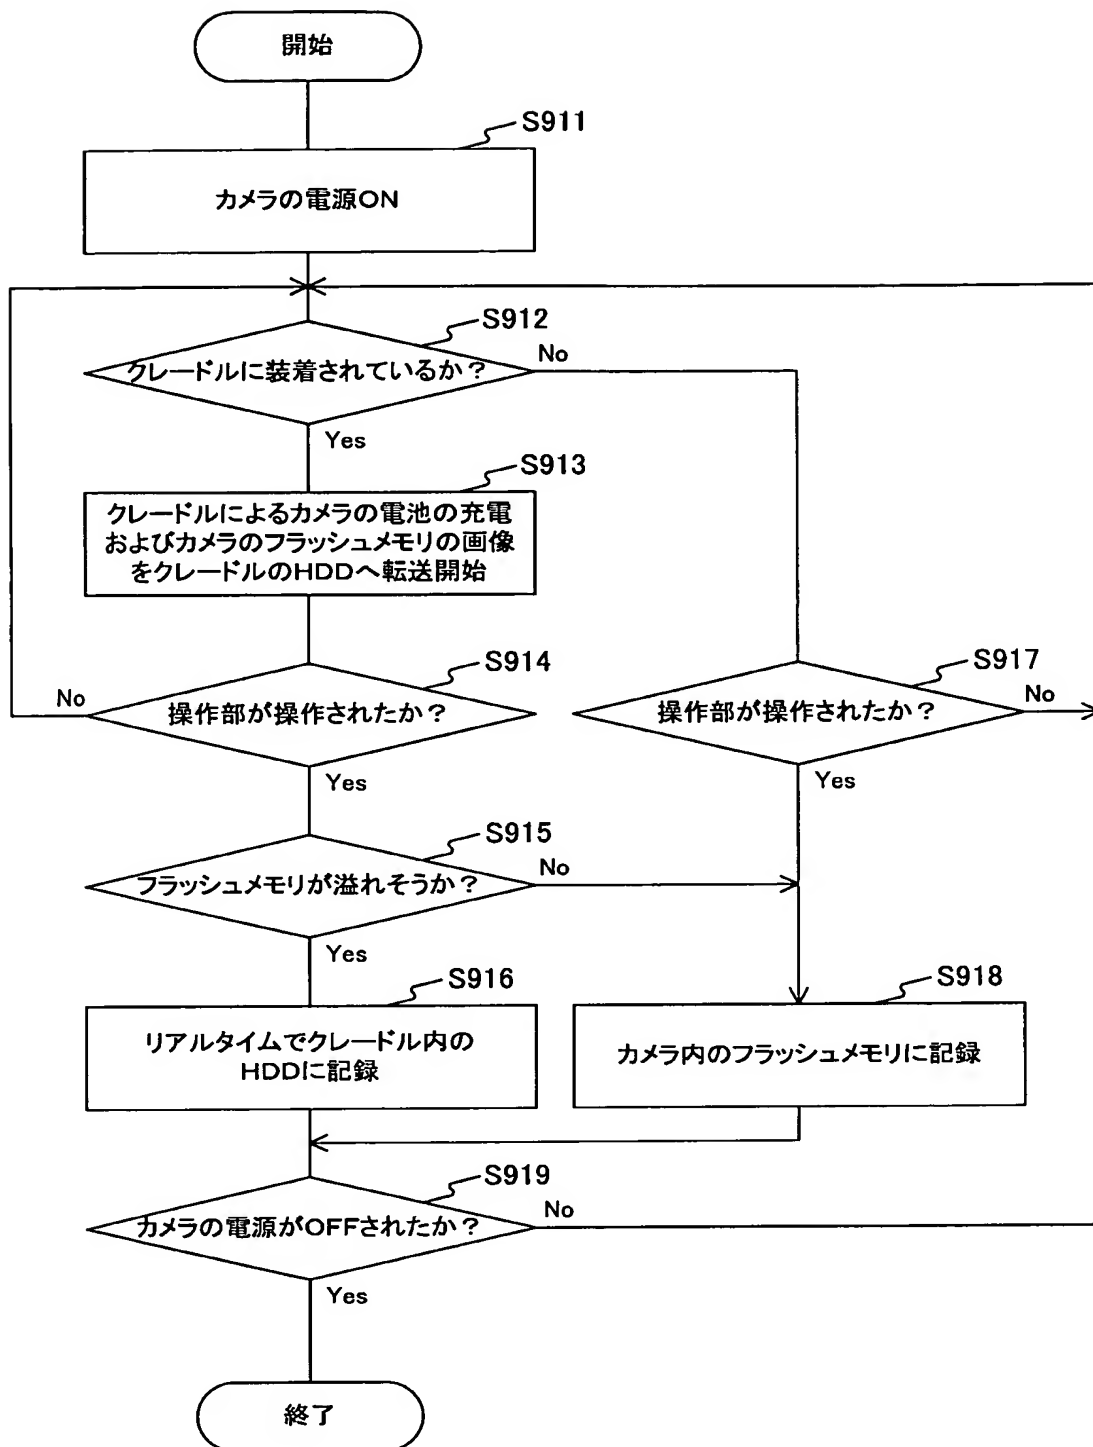 開始
S911
カメラの電源ON
S912
クレードルに装着されているか？
No
Yes
S913
クレードルによるカメラの電池の充電
およびカメラのフラッシュメモリの画像
をクレードルのHDDへ転送開始
S914
No
操作部が操作されたか？
Yes
S917
操作部が操作されたか？
No
Yes
S915
フラッシュメモリが溢れそうか？
No
Yes
S916
リアルタイムでクレードル内の
HDDに記録
S918
カメラ内のフラッシュメモリに記録
S919
カメラの電源がOFFされたか？
No
Yes
終了